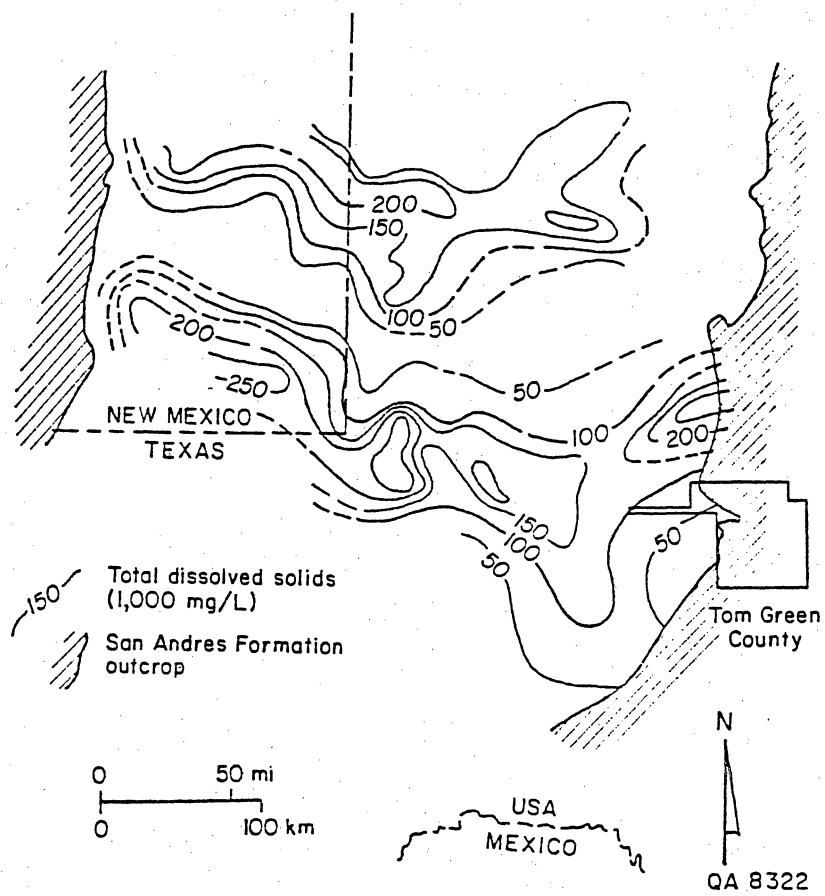 200
150
100 50
200
-250
50
NEW MEXICO
TEXAS
100
200
150
100
50
50
Tom Green
County
150
Total dissolved solids
(1,000 mg/L)
San Andres Formation
outcrop
0 50 mi
0 100 km
USA
MEXICO
N
QA 8322